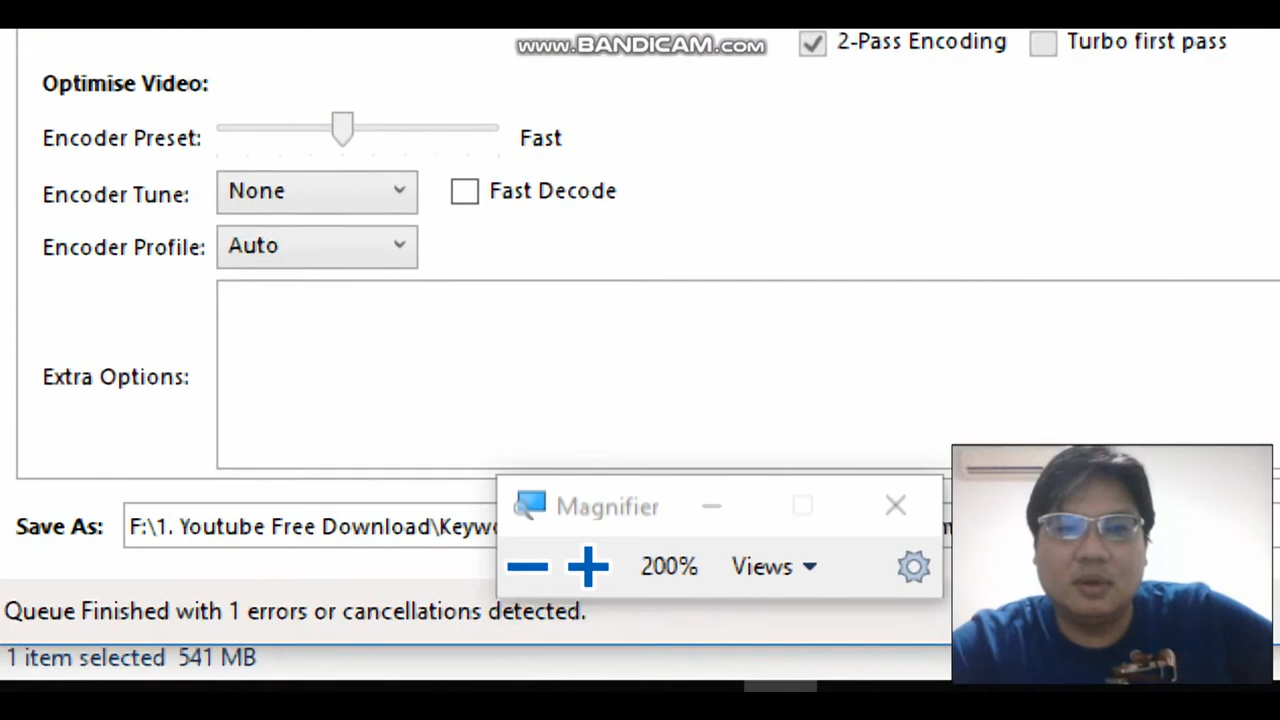 www.BANDICAM.com
2-Pass Encoding
Turbo first pass
Optimise Video:
Encoder Preset:
Fast
Encoder Tune:
None
Fast Decode
Encoder Profile:
Auto
Extra Options:
Save As:
F:\1. Youtube Free Download\Keywo
Magnifier
200%
Views
Queue Finished with 1 errors or cancellations detected.
1 item selected 541 MB